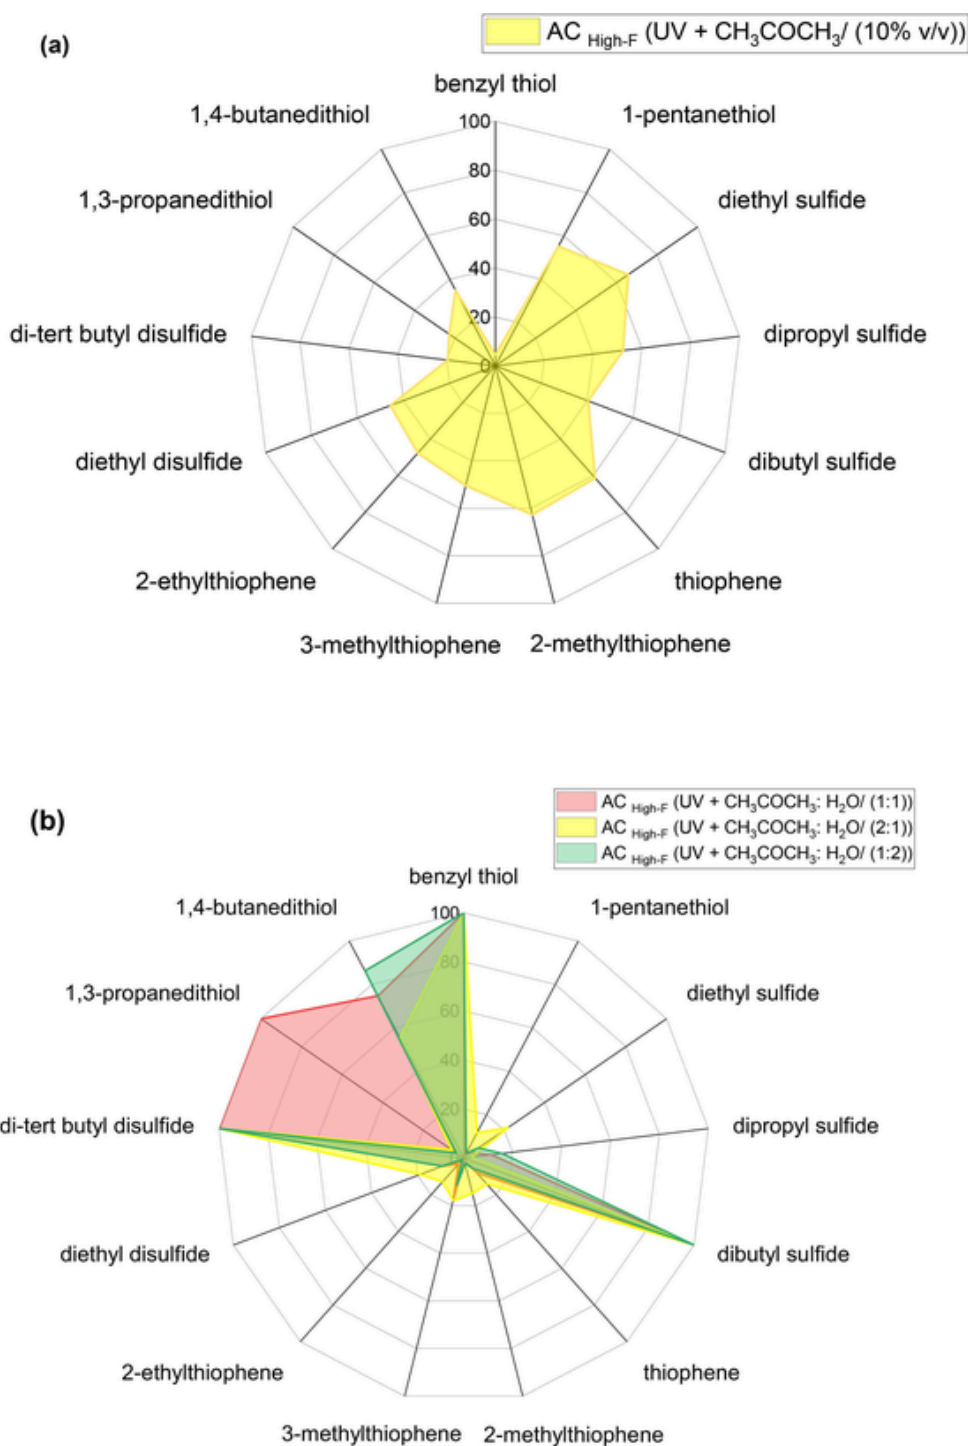 (a)
AC High-F (UV + CH3COCH3/ (10% v/v))
benzyl thiol
1,4-butanedithiol
1-pentanethiol
100
1,3-propanedithiol
diethyl sulfide
80
60
40
di-tert butyl disulfide
dipropyl sulfide
20
0
diethyl disulfide
dibutyl sulfide
2-ethylthiophene
thiophene
3-methylthiophene
2-methylthiophene
(b)
AC High-F (UV + CH3COCH3: H2O/ (1:1))
AC High-F (UV + CH3COCH3: H2O/ (2:1))
AC High-F (UV + CH3COCH3: H2O/ (1:2))
benzyl thiol
1,4-butanedithiol
1-pentanethiol
100
80
1,3-propanedithiol
diethyl sulfide
60
40
20
di-tert butyl disulfide
dipropyl sulfide
diethyl disulfide
dibutyl sulfide
2-ethylthiophene
thiophene
3-methylthiophene
2-methylthiophene